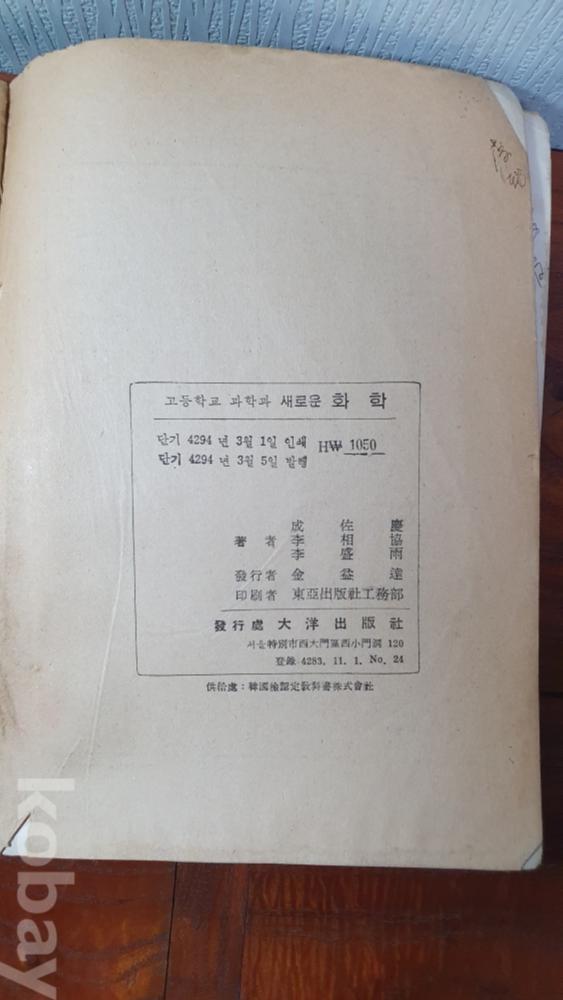 고등학교 과학과 새로운 화 학
단기 4294 년 3월 1일 인쇄
단기 4294 년 3월 5일 발행
HW 1050
成 佐 慶
著 者 李 相 協
李 盛 雨
發行者 金 益 達
印刷者 東亞出版社工務部
發行處 大洋出版社
서울特別市西大門區西小門洞 120
登錄 4283. 11. 1. No. 24
供給處 : 韓國檢認定敎科書株式會社
kobay